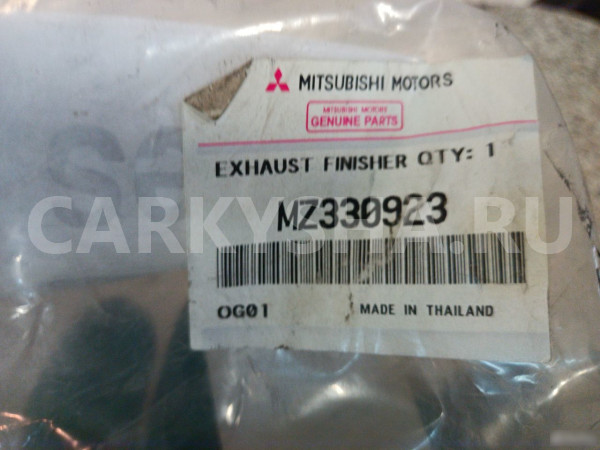 MITSUBISHI MOTORS
MITSUBISHI MOTORS
GENUINE PARTS
EXHAUST FINISHER QTY: 1
MZ330923
CARKYSHA.RU
OG01 MADE IN THAILAND